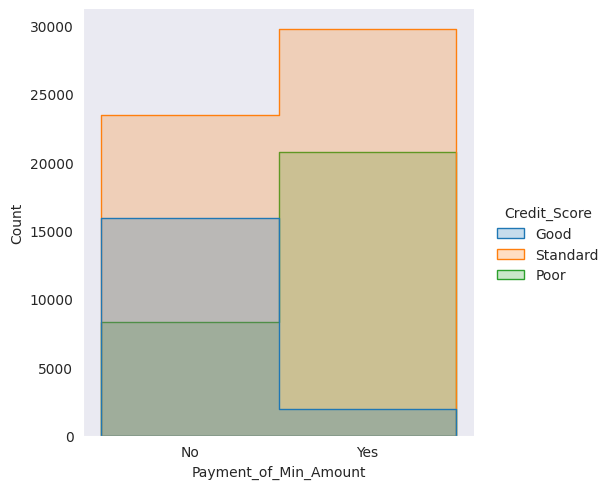 30000
25000
20000
15000
10000
5000
0
Count
No Yes
Payment_of_Min_Amount
Credit_Score
Good
Standard
Poor